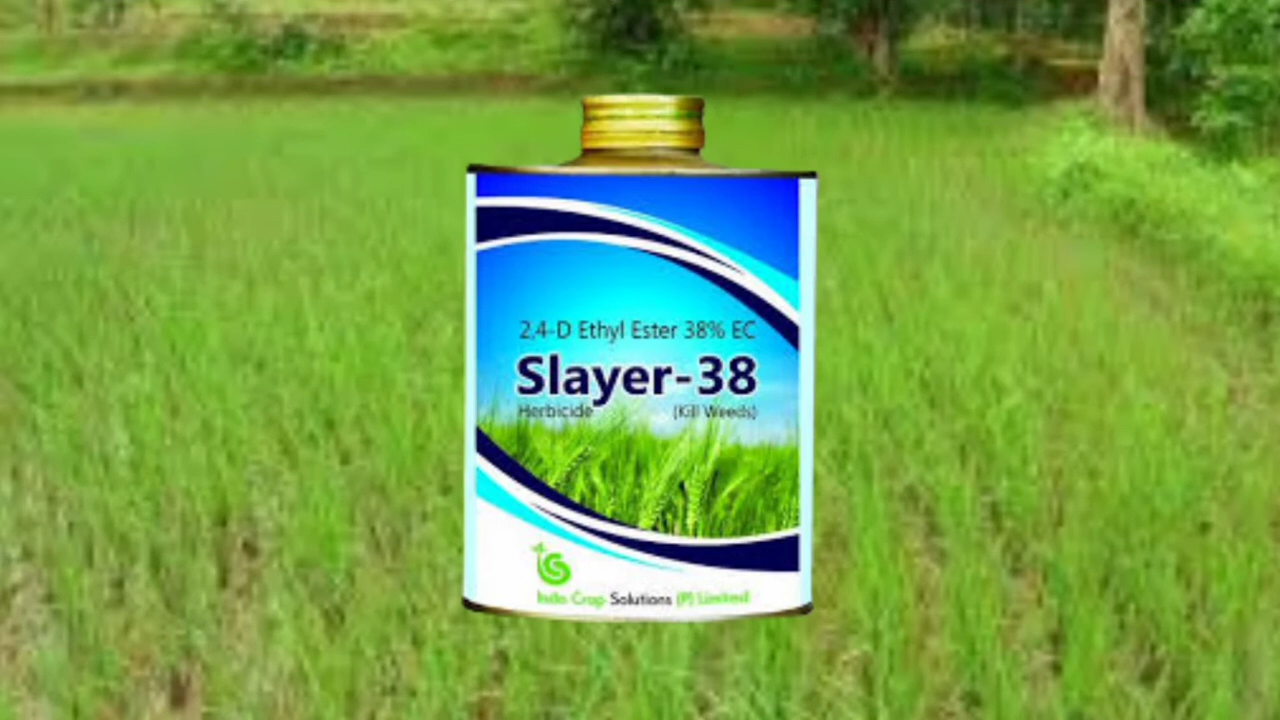 2,4-D Ethyl Ester 38% EC
Slayer-38
Herbicide (Kill Weeds)
Indo Crop Solutions (P) Limited